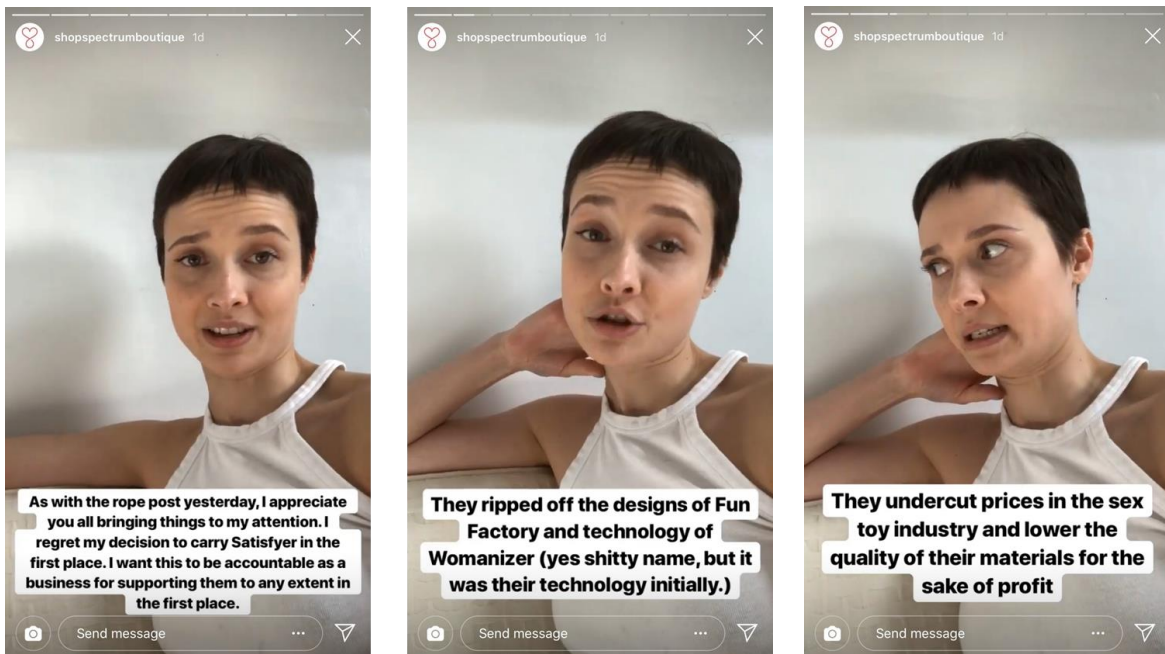 shopspectrumboutique 1d
As with the rope post yesterday, I appreciate
you all bringing things to my attention. I
regret my decision to carry Satisfyer in the
first place. I want this to be accountable as a
business for supporting them to any extent in
the first place.
Send message
shopspectrumboutique 1d
They ripped off the designs of Fun
Factory and technology of
Womanizer (yes shitty name, but it
was their technology initially.)
Send message
shopspectrumboutique 1d
They undercut prices in the sex
toy industry and lower the
quality of their materials for the
sake of profit
Send message